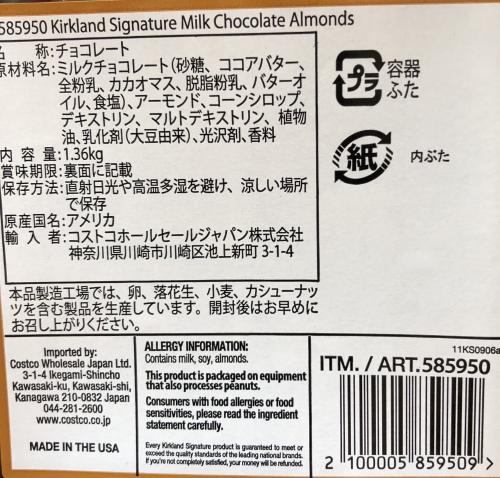 585950 Kirkland Signature Milk Chocolate Almonds
名　称:チョコレート
原材料名:ミルクチョコレート(砂糖、ココアバター、
全粉乳、カカオマス、脱脂粉乳、バターオ
イル、食塩)、アーモンド、コーンシロップ、
デキストリン、マルトデキストリン、植物
油、乳化剤(大豆由来)、光沢剤、香料
内 容 量:1.36kg
賞味期限:裏面に記載
保存方法:直射日光や高温多湿を避け、涼しい場所
で保存
原産国名:アメリカ
輸 入 者:コストコホールセールジャパン株式会社
神奈川県川崎市川崎区池上新町 3-1-4
プラ
容器
ふた
紙
内ぶた
本品製造工場では、卵、落花生、小麦、カシューナッ
ツを含む製品を生産しています。開封後はお早めに
お召し上がりください。
Imported by:
Costco Wholesale Japan Ltd.
3-1-4 Ikegami-Shincho
Kawasaki-ku, Kawasaki-shi,
Kanagawa 210-0832 Japan
044-281-2600
www.costco.co.jp
MADE IN THE USA
ALLERGY INFORMATION:
Contains milk, soy, almonds.
This product is packaged on equipment
that also processes peanuts.
Consumers with food allergies or food
sensitivities, please read the ingredient
statement carefully.
Every Kirkland Signature product is guaranteed to meet or
exceed the quality standards of the leading national brands.
If you're not completely satisfied, your money will be refunded.
11KS0906a
ITM. / ART.585950
2 100005 859509 >